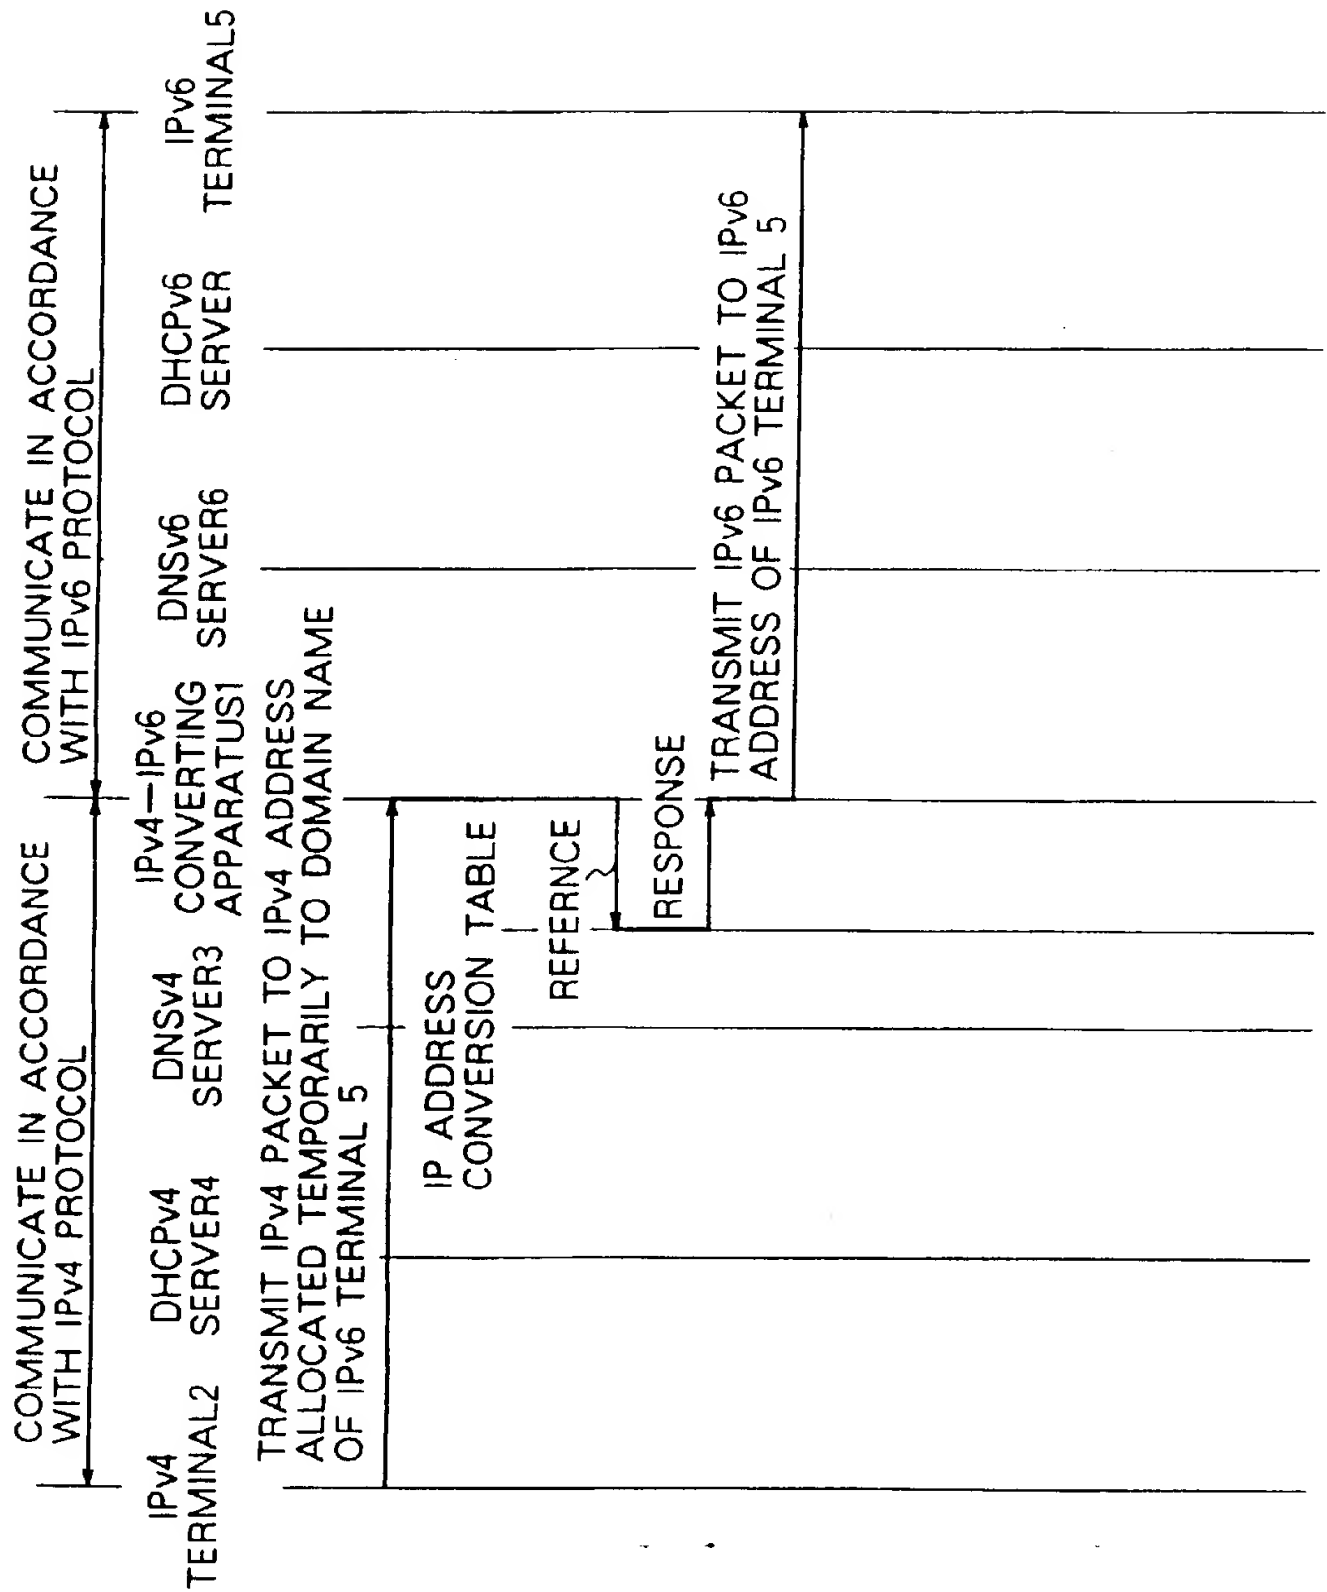 COMMUNICATE IN ACCORDANCE
WITH IPv4 PROTOCOL
COMMUNICATE IN ACCORDANCE
WITH IPv6 PROTOCOL
IPv4
TERMINAL2
DHCPv4
SERVER4
DNSv4
SERVER3
IPv4—IPv6
CONVERTING
APPARATUS1
DNSv6
SERVER6
DHCPv6
SERVER
IPv6
TERMINAL5
TRANSMIT IPv4 PACKET TO IPv4 ADDRESS
ALLOCATED TEMPORARILY TO DOMAIN NAME
OF IPv6 TERMINAL 5
IP ADDRESS
CONVERSION TABLE
REFERNCE
RESPONSE
TRANSMIT IPv6 PACKET TO IPv6
ADDRESS OF IPv6 TERMINAL 5